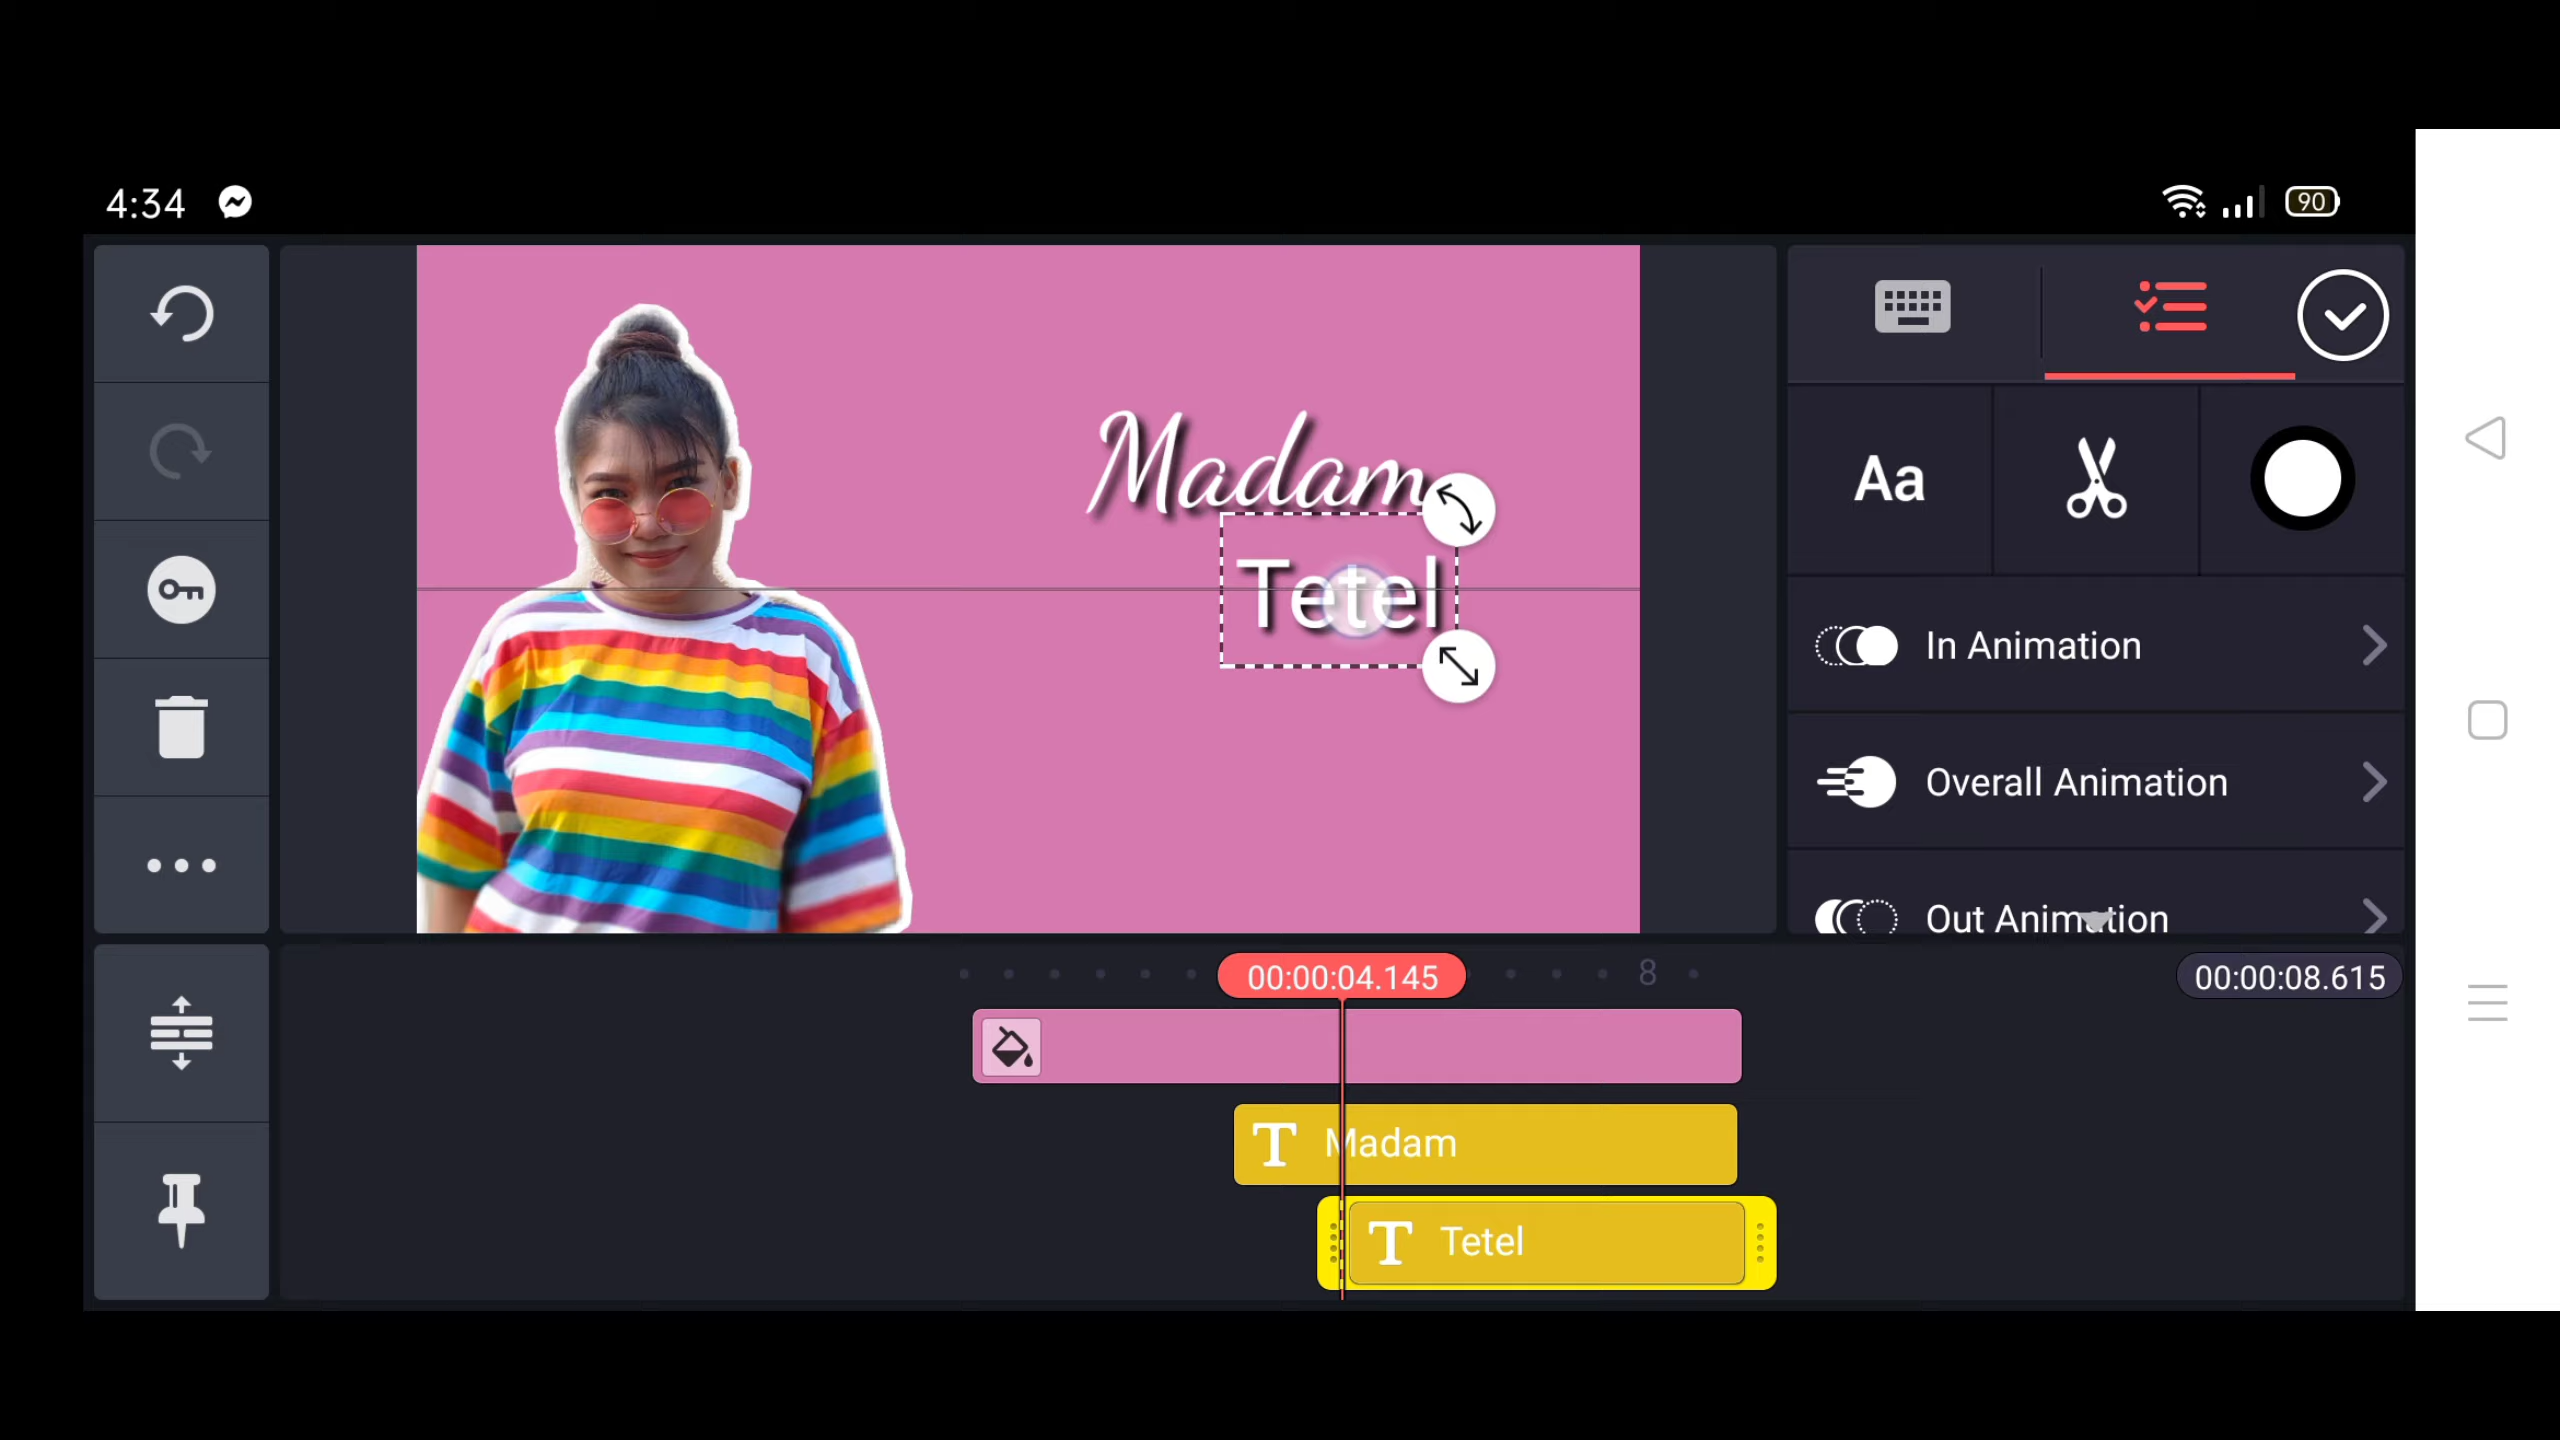 4:34
90
Madam
Tetel
Aa
In Animation
Overall Animation
Out Animation
00:00:04.145
8
00:00:08.615
T Madam
T Tetel